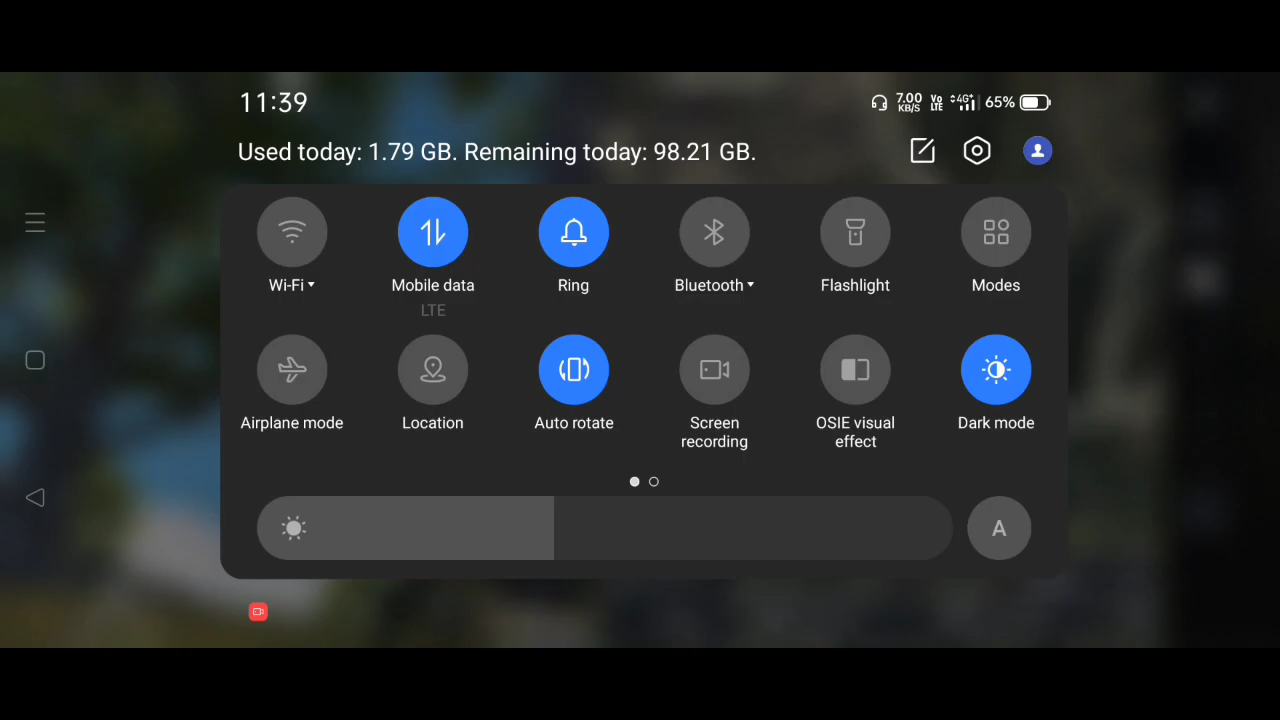 11:39
7.00 KB/S Vo LTE 4G+ 65%
Used today: 1.79 GB. Remaining today: 98.21 GB.
Wi-Fi Mobile data Ring Bluetooth Flashlight Modes
LTE
Airplane mode Location Auto rotate Screen recording OSIE visual effect Dark mode
A